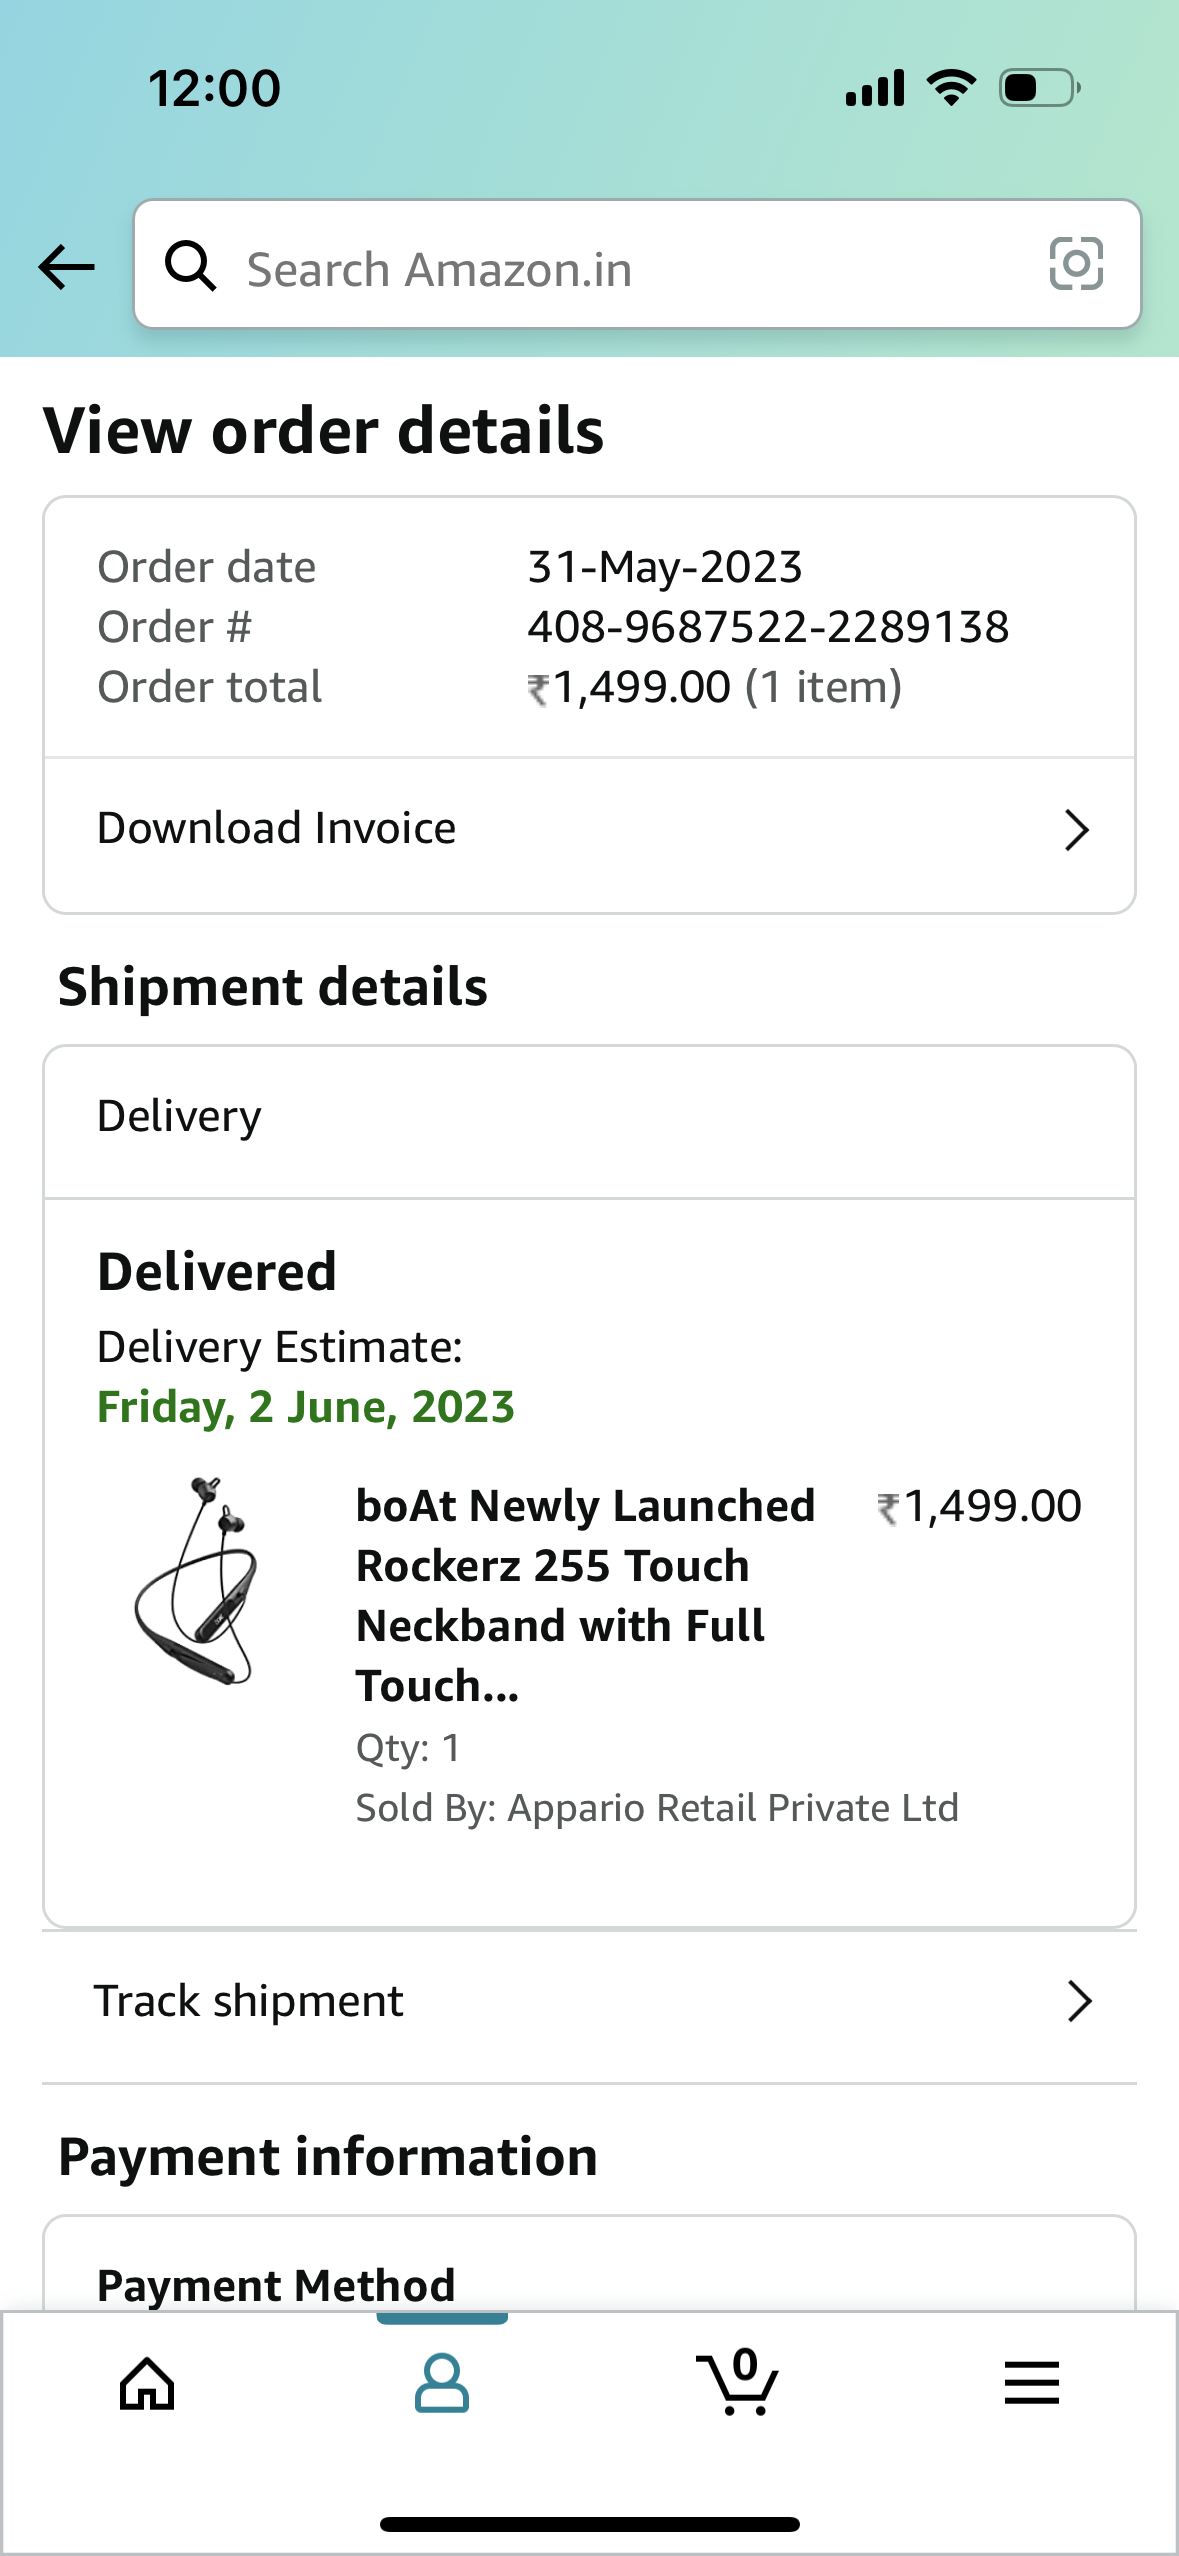 12:00
Search Amazon.in
View order details
Order date 31-May-2023
Order # 408-9687522-2289138
Order total ₹1,499.00 (1 item)
Download Invoice
Shipment details
Delivery
Delivered
Delivery Estimate:
Friday, 2 June, 2023
boAt Newly Launched ₹1,499.00
Rockerz 255 Touch
Neckband with Full
Touch...
Qty: 1
Sold By: Appario Retail Private Ltd
Track shipment
Payment information
Payment Method
0